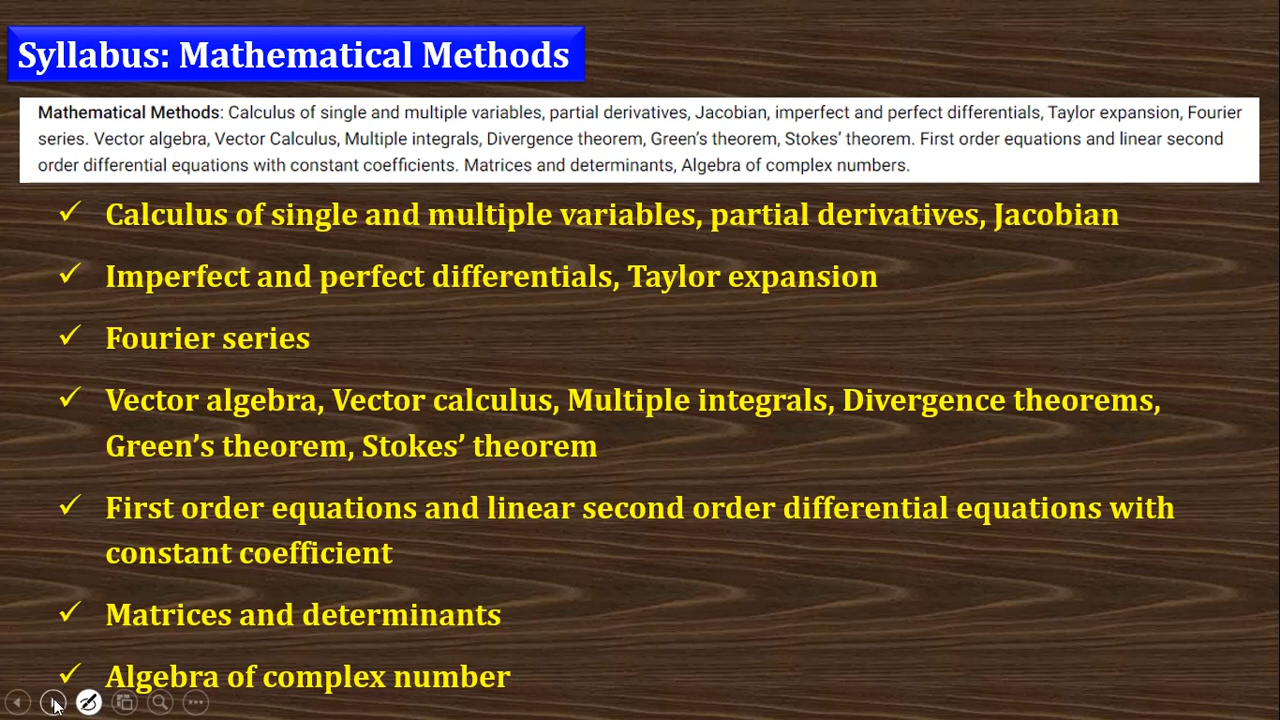 Syllabus: Mathematical Methods
Mathematical Methods: Calculus of single and multiple variables, partial derivatives, Jacobian, imperfect and perfect differentials, Taylor expansion, Fourier
series. Vector algebra, Vector Calculus, Multiple integrals, Divergence theorem, Green's theorem, Stokes' theorem. First order equations and linear second
order differential equations with constant coefficients. Matrices and determinants, Algebra of complex numbers.
✓ Calculus of single and multiple variables, partial derivatives, Jacobian
✓ Imperfect and perfect differentials, Taylor expansion
✓ Fourier series
✓ Vector algebra, Vector calculus, Multiple integrals, Divergence theorems,
Green's theorem, Stokes' theorem
✓ First order equations and linear second order differential equations with
constant coefficient
✓ Matrices and determinants
✓ Algebra of complex number